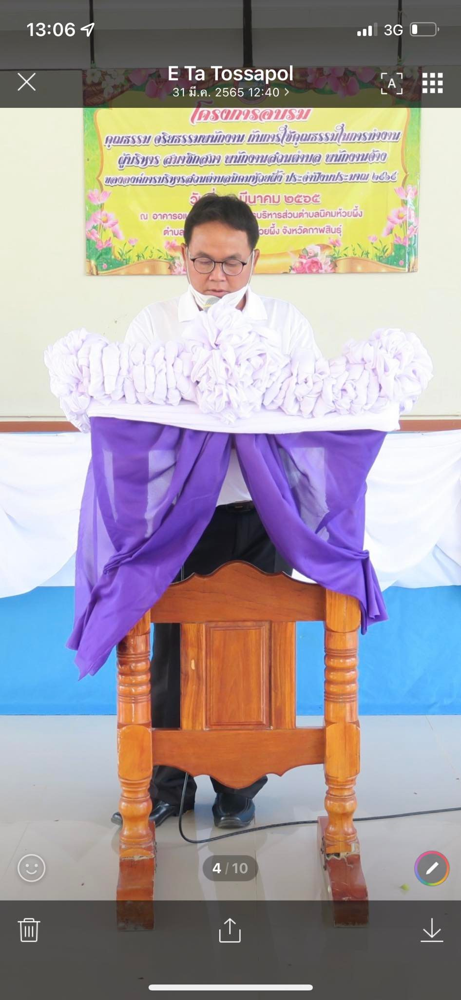 13:06
3G
E Ta Tossapol
31 มี.ค. 2565 12:40 >
A
โครงการอบรม
คุณธรรม จริยธรรมพนักงาน กับการใช้คุณธรรมในการทำงาน
ผู้บริหาร สมาชิกสภา พนักงานส่วนตำบล พนักงานจ้าง
ขององค์การบริหารส่วนตำบลนิคมห้วยผึ้ง ประจำปีงบประมาณ ๒๕๖๕
มีนาคม ๒๕๖๕
ณ อาคารอเน บริหารส่วนตำบลนิคมห้วยผึ้ง
ตำบล วยผึ้ง จังหวัดกาฬสินธุ์
4 / 10